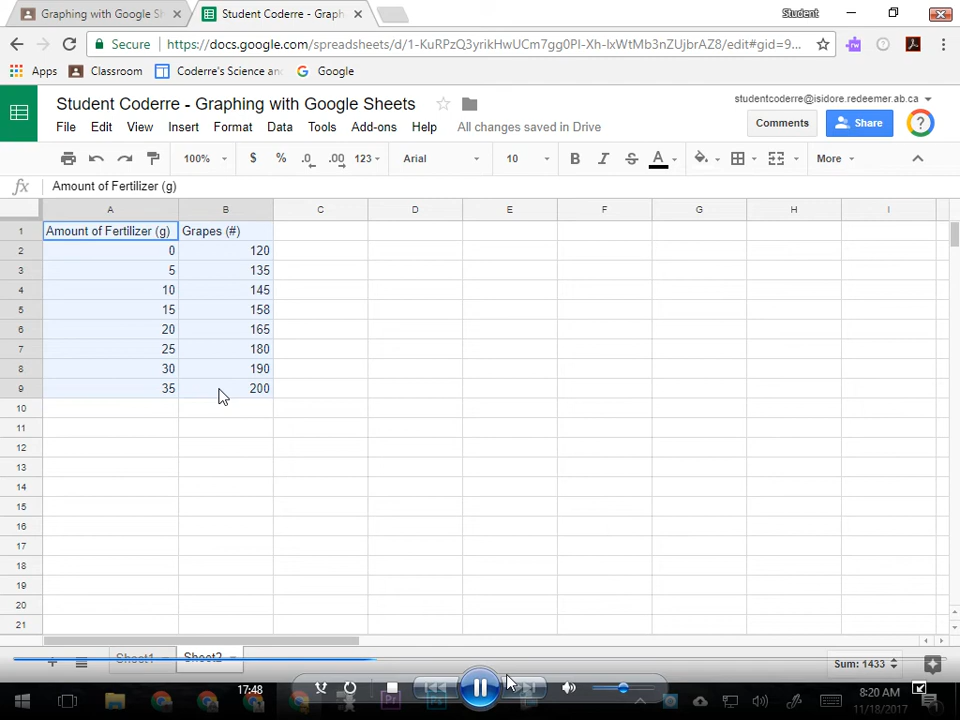 Graphing with Google She
Student Coderre - Graph
Student
Secure
https://docs.google.com/spreadsheets/d/1-KuRPzQ3yrikHwUCm7gg0PI-Xh-IxWtMb3nZUjbrAZ8/edit#gid=9...
Apps
Classroom
Coderre's Science an
Google
Student Coderre - Graphing with Google Sheets
studentcoderre@isidore.redeemer.ab.ca
File Edit View Insert Format Data Tools Add-ons Help All changes saved in Drive
Comments
Share
100% $ % .0 .00 123 Arial 10 B I S A More
fx Amount of Fertilizer (g)
A B C D E F G H I
1 Amount of Fertilizer (g) Grapes (#)
2 0 120
3 5 135
4 10 145
5 15 158
6 20 165
7 25 180
8 30 190
9 35 200
10
11
12
13
14
15
16
17
18
19
20
21
Sheet1 Sheet2
Sum: 1433
17:48
8:20 AM
11/18/2017